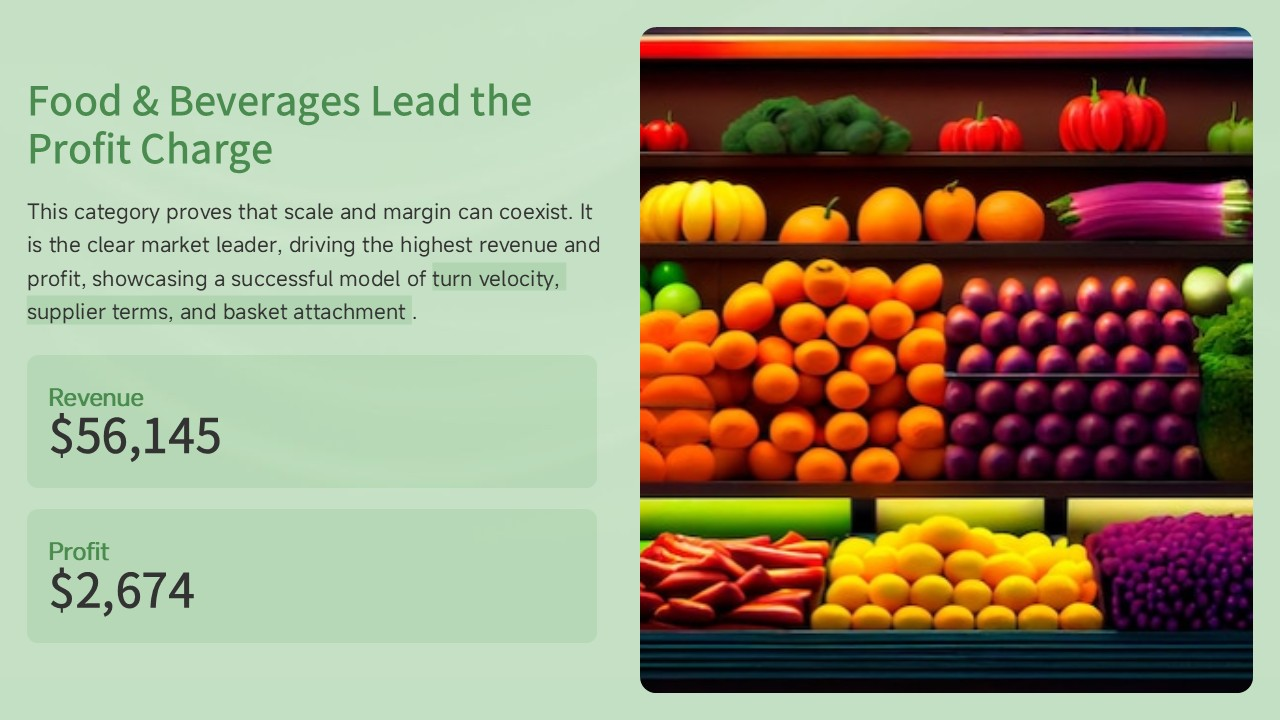 Food & Beverages Lead the
Profit Charge
This category proves that scale and margin can coexist. It
is the clear market leader, driving the highest revenue and
profit, showcasing a successful model of turn velocity,
supplier terms, and basket attachment .
Revenue
$56,145
Profit
$2,674